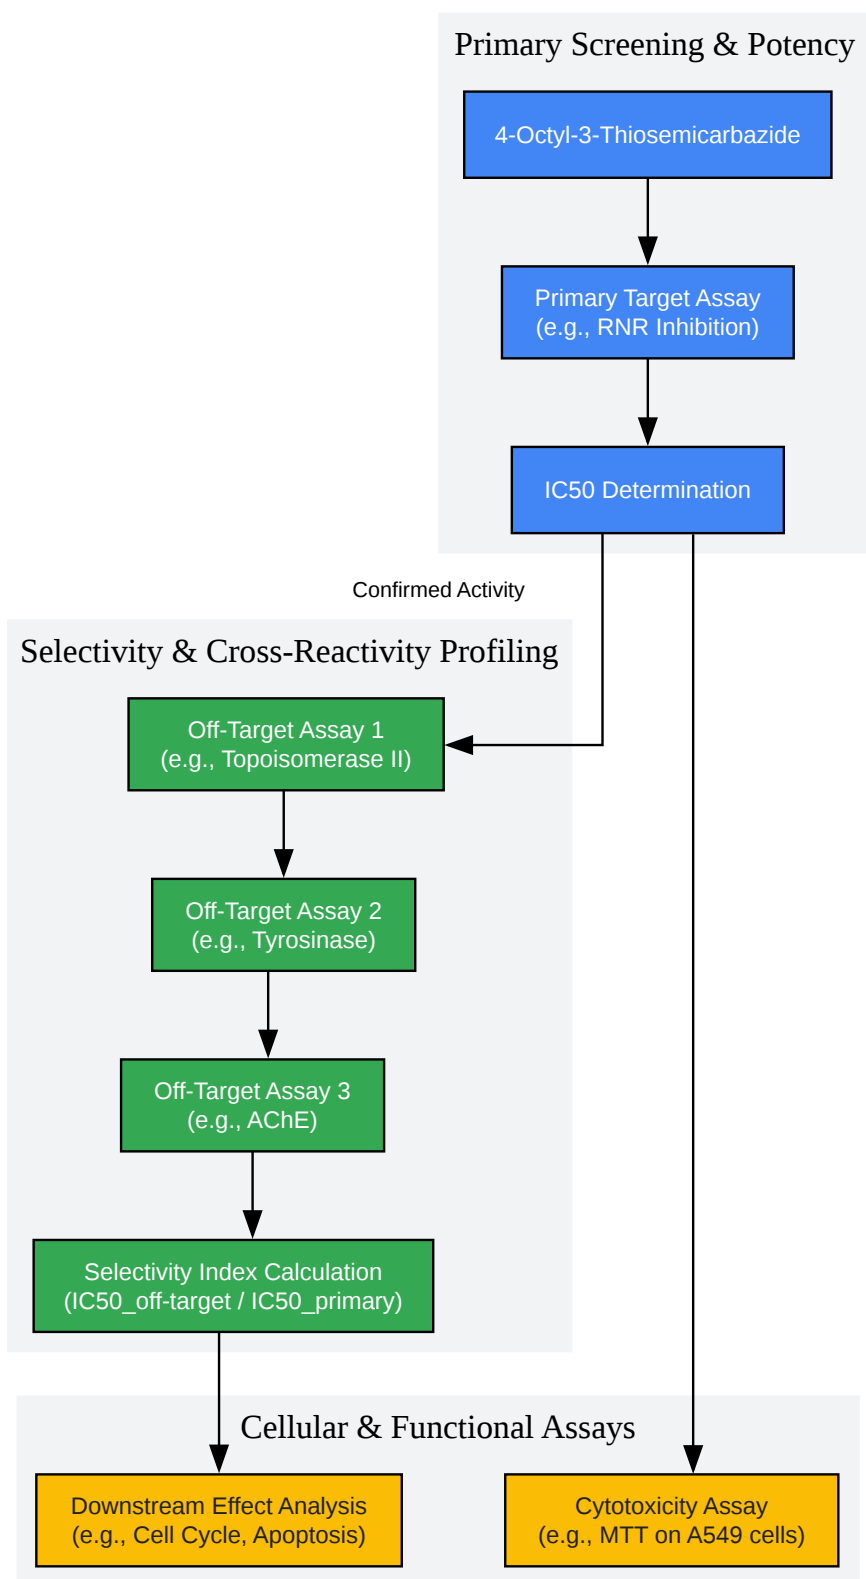 Primary Screening & Potency
4-Octyl-3-Thiosemicarbazide
Primary Target Assay
(e.g., RNR Inhibition)
IC50 Determination
Confirmed Activity
Selectivity & Cross-Reactivity Profiling
Off-Target Assay 1
(e.g., Topoisomerase II)
Off-Target Assay 2
(e.g., Tyrosinase)
Off-Target Assay 3
(e.g., AChE)
Selectivity Index Calculation
(IC50_off-target / IC50_primary)
Cellular & Functional Assays
Downstream Effect Analysis
(e.g., Cell Cycle, Apoptosis)
Cytotoxicity Assay
(e.g., MTT on A549 cells)